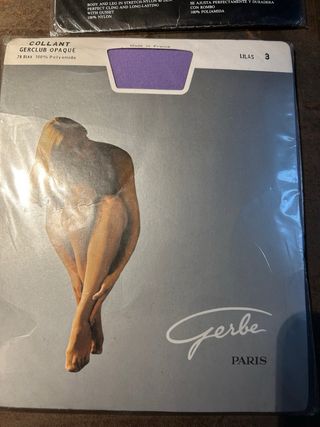 BODY AND LEG IN STRETCH NYLON
PERFECT CLING AND LONG LASTING
WITH GUSSET
100% NYLON
SE AJUSTA PERFECTAMENTE Y DURADERA
CON ROMBO
100% POLIAMIDA
COLLANT
GERCLUB OPAQUE
100% Polyamide
Made in France
LILAS 3
Gerbe
PARIS